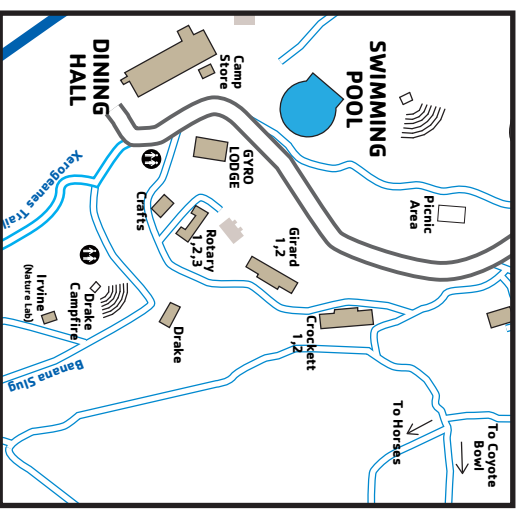 DINING
HALL
Camp
Store
SWIMMING
POOL
GYRO
LODGE
Picnic
Area
Crafts
Rotary
1,2,3
Girard
1,2
Crockett
1,2
Drake
Drake
Campfire
Irvine
(Nature Lab)
Xeroganes Trail
Banana Slug
To Horses
To Coyote
Bowl